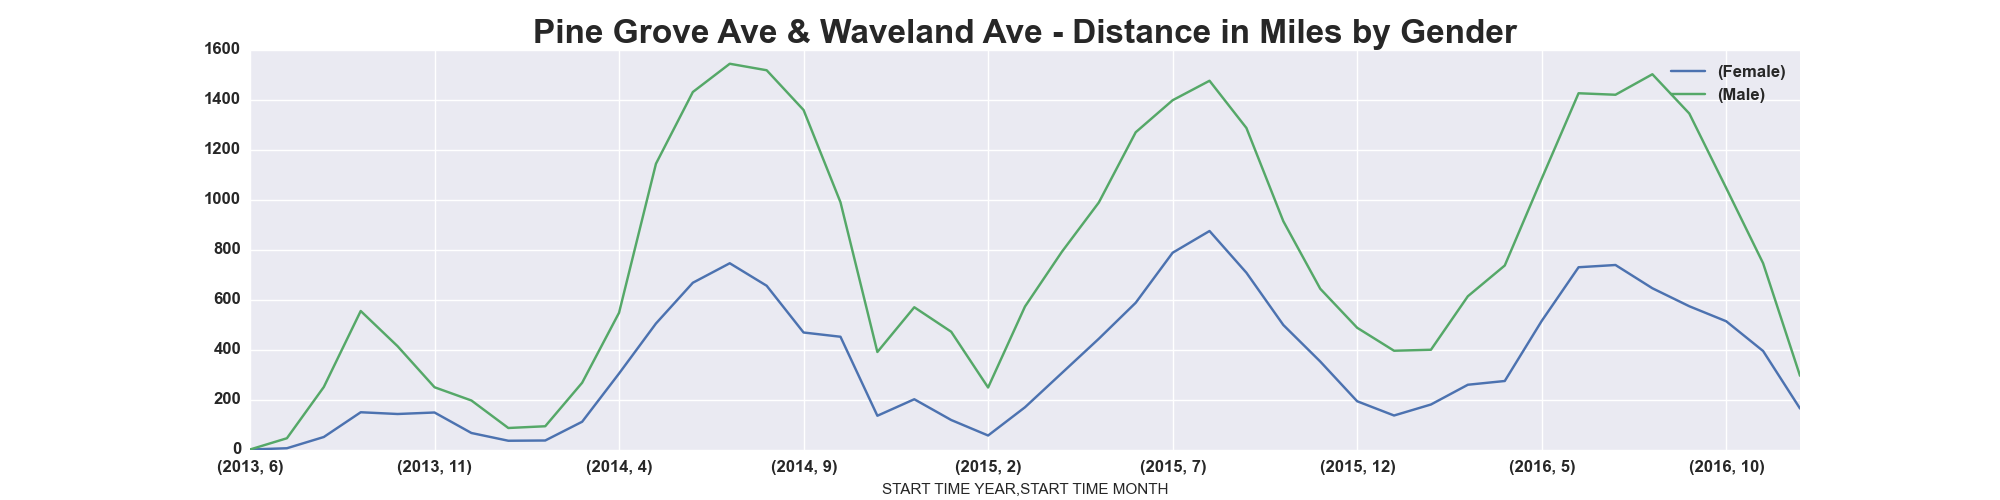 Pine Grove Ave & Waveland Ave - Distance in Miles by Gender
1600
1400
1200
1000
800
600
400
200
0
(Female)
(Male)
(2013, 6) (2013, 11) (2014, 4) (2014, 9) (2015, 2) (2015, 7) (2015, 12) (2016, 5) (2016, 10)
START TIME YEAR,START TIME MONTH